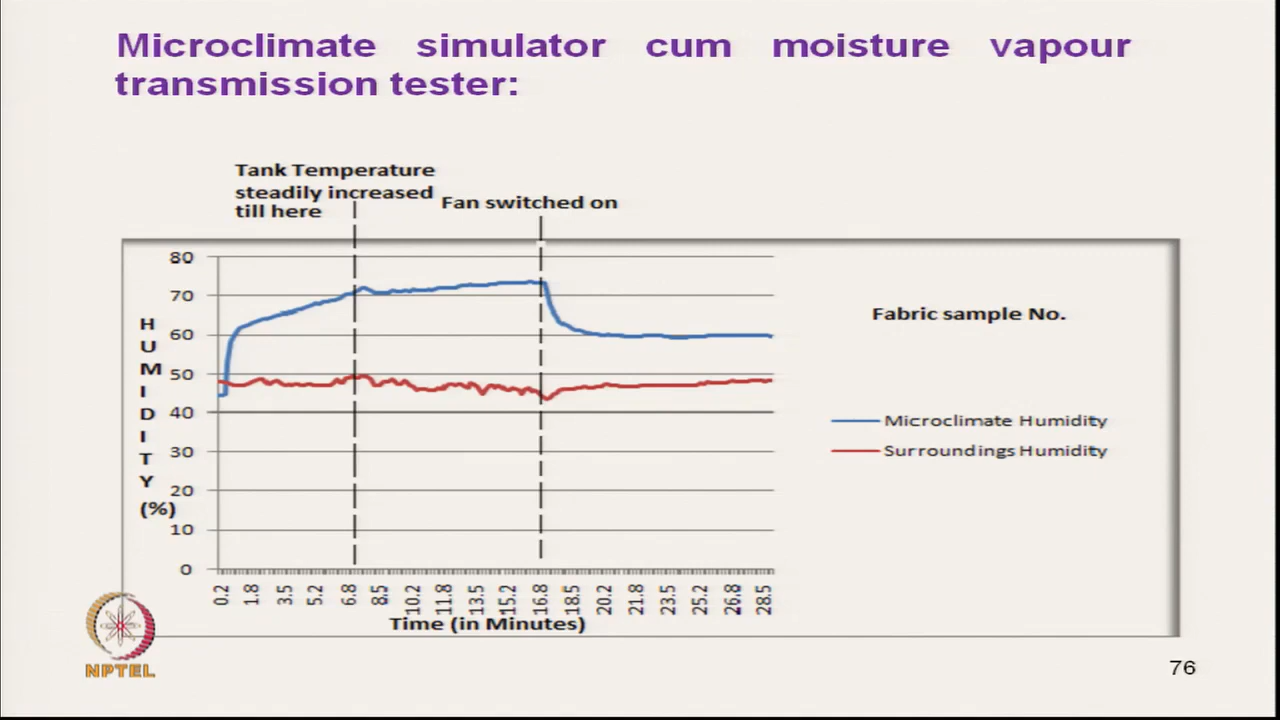 Microclimate simulator cum moisture vapour
transmission tester:
Tank Temperature
steadily increased
till here
Fan switched on
80
70
60
50
40
30
20
10
0
HUMIDITY
(%)
0.2 1.8 3.5 5.2 6.8 8.5 10.2 11.8 13.5 15.2 16.8 18.5 20.2 21.8 23.5 25.2 26.8 28.5
Time (in Minutes)
Fabric sample No.
Microclimate Humidity
Surroundings Humidity
NPTEL
76